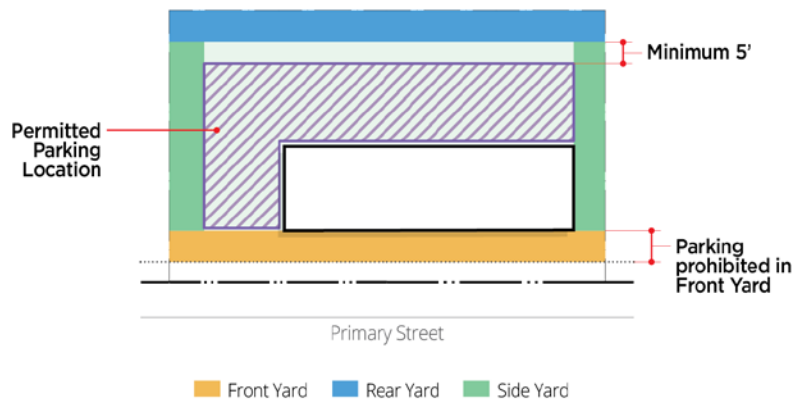 Minimum 5'
Permitted
Parking
Location
Parking
prohibited in
Front Yard
Primary Street
Front Yard
Rear Yard
Side Yard